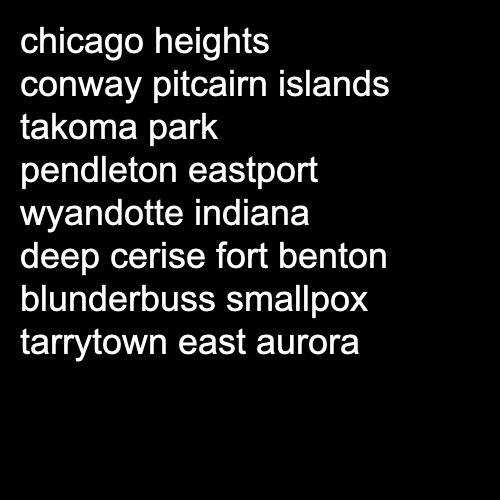 chicago heights
conway pitcairn islands
takoma park
pendleton eastport
wyandotte indiana
deep cerise fort benton
blunderbuss smallpox
tarrytown east aurora